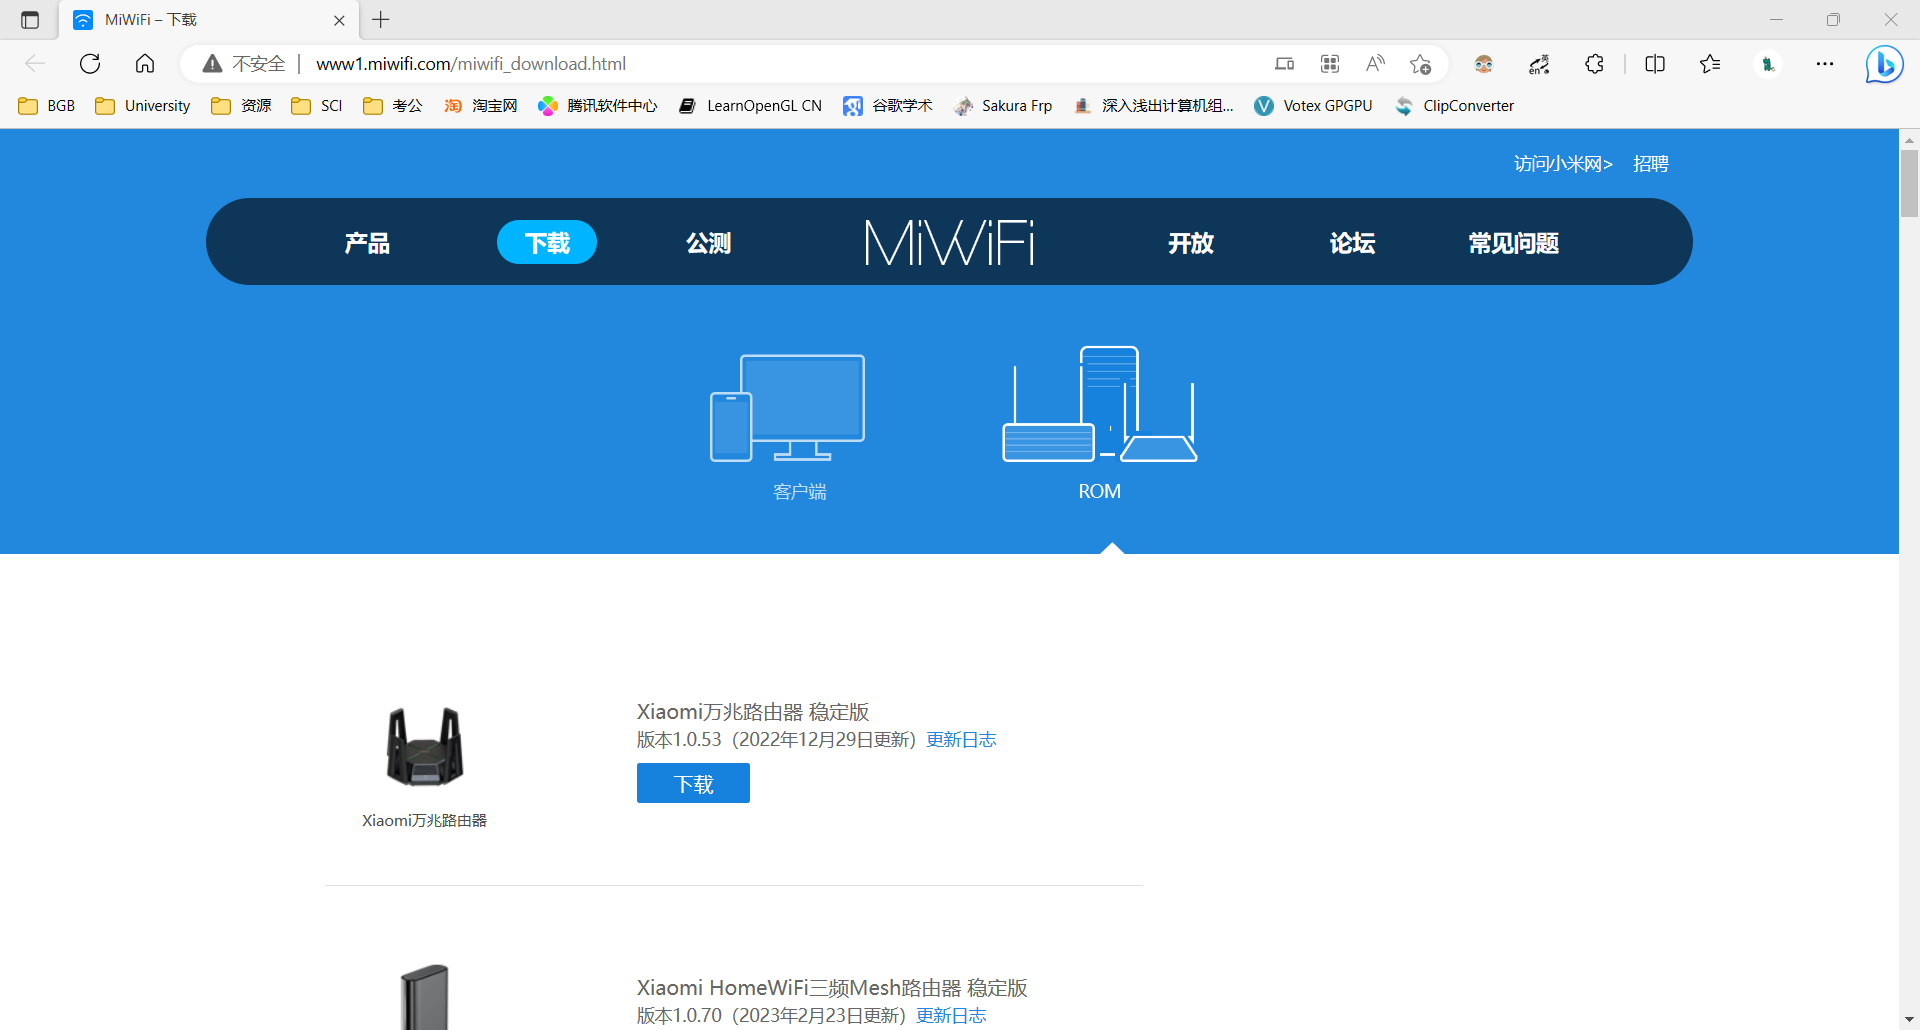 MiWiFi – 下载
不安全 www1.miwifi.com/miwifi_download.html
BGB University 资源 SCI 考公 淘宝网 腾讯软件中心 LearnOpenGL CN 谷歌学术 Sakura Frp 深入浅出计算机组... Votex GPGPU ClipConverter
访问小米网> 招聘
产品 下载 公测 MiWiFi 开放 论坛 常见问题
客户端 ROM
Xiaomi万兆路由器 稳定版
版本1.0.53（2022年12月29日更新）更新日志
下载
Xiaomi万兆路由器
Xiaomi HomeWiFi三频Mesh路由器 稳定版
版本1.0.70（2023年2月23日更新）更新日志